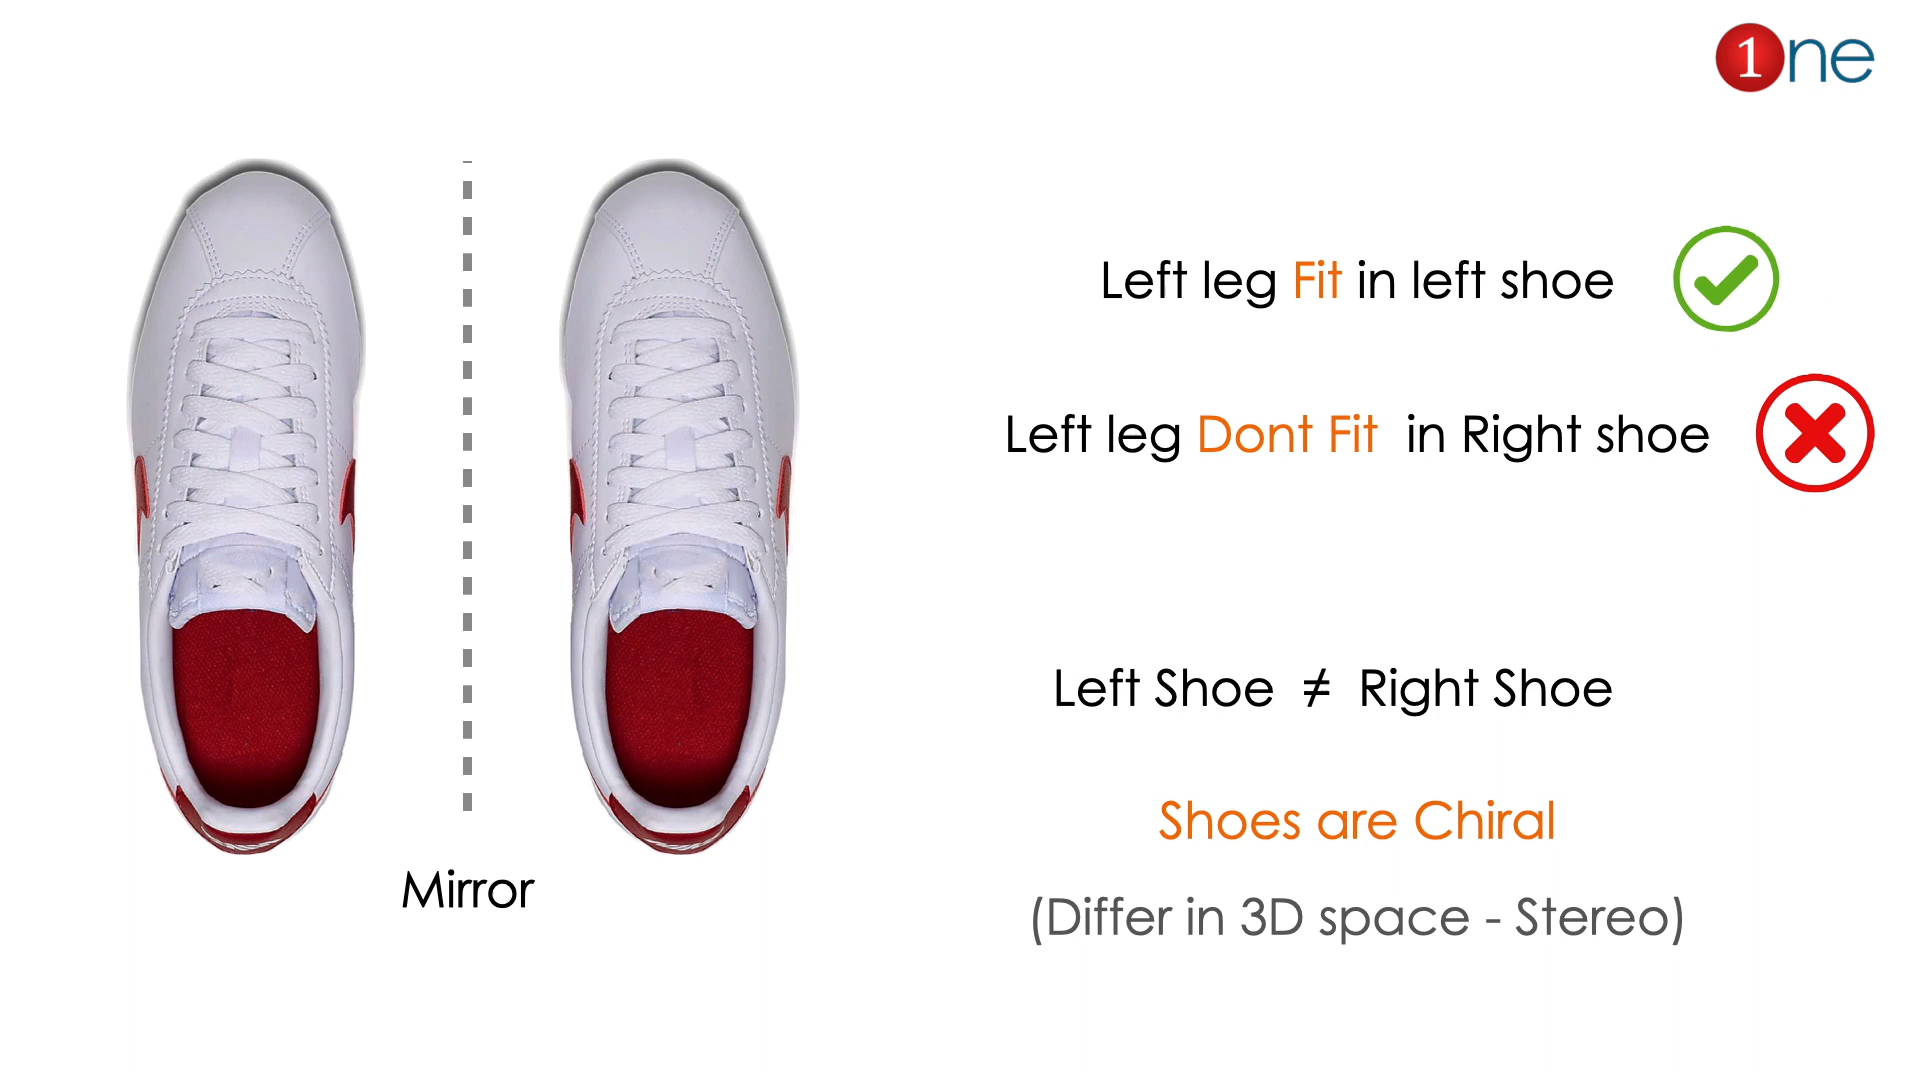 1ne
Left leg Fit in left shoe
Left leg Dont Fit in Right shoe
Left Shoe ≠ Right Shoe
Shoes are Chiral
(Differ in 3D space - Stereo)
Mirror